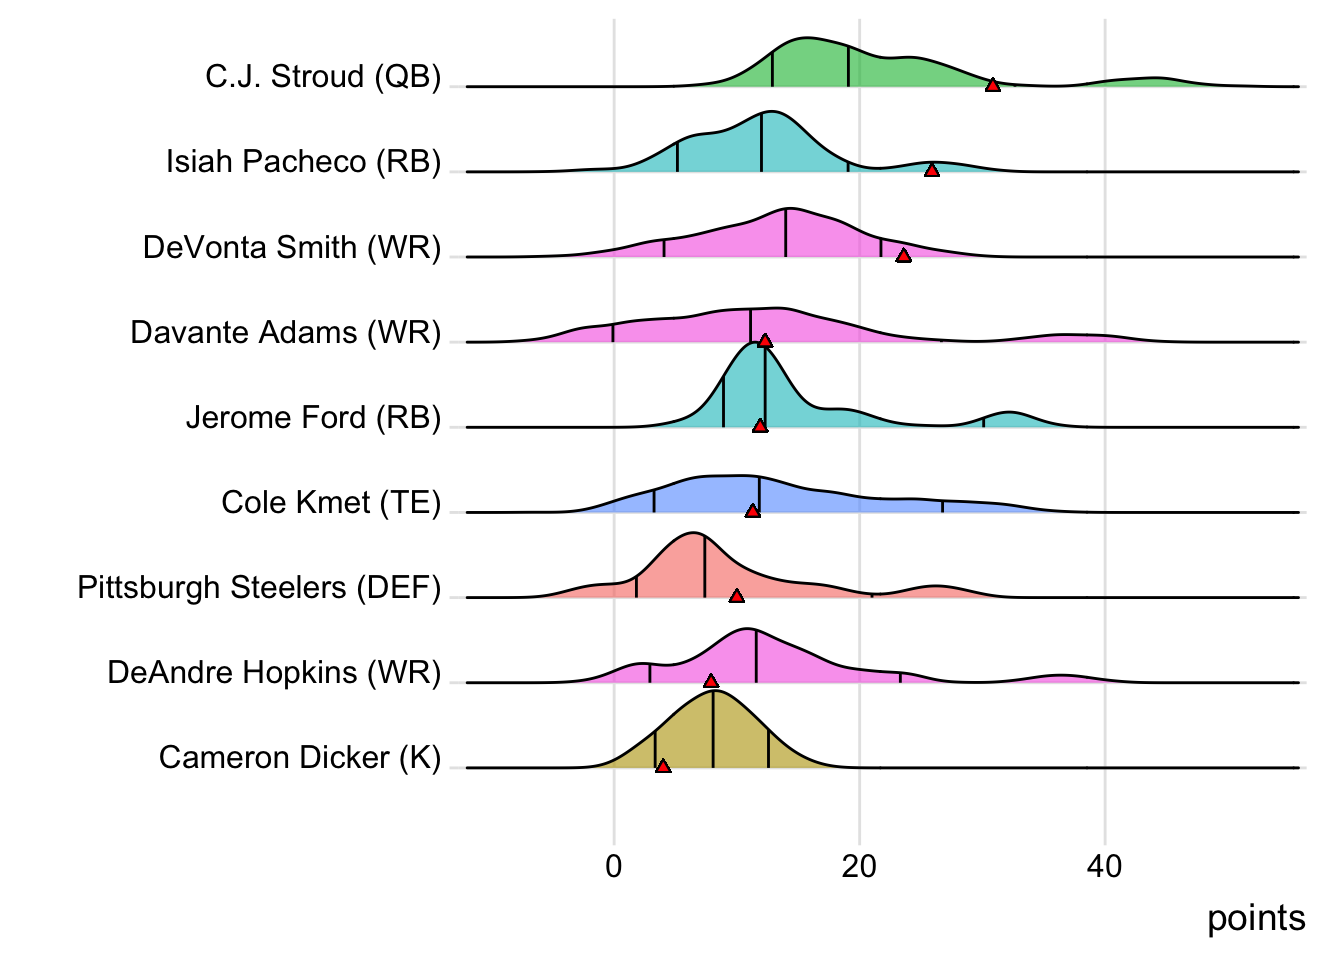 C.J. Stroud (QB)
Isiah Pacheco (RB)
DeVonta Smith (WR)
Davante Adams (WR)
Jerome Ford (RB)
Cole Kmet (TE)
Pittsburgh Steelers (DEF)
DeAndre Hopkins (WR)
Cameron Dicker (K)
0 20 40
points